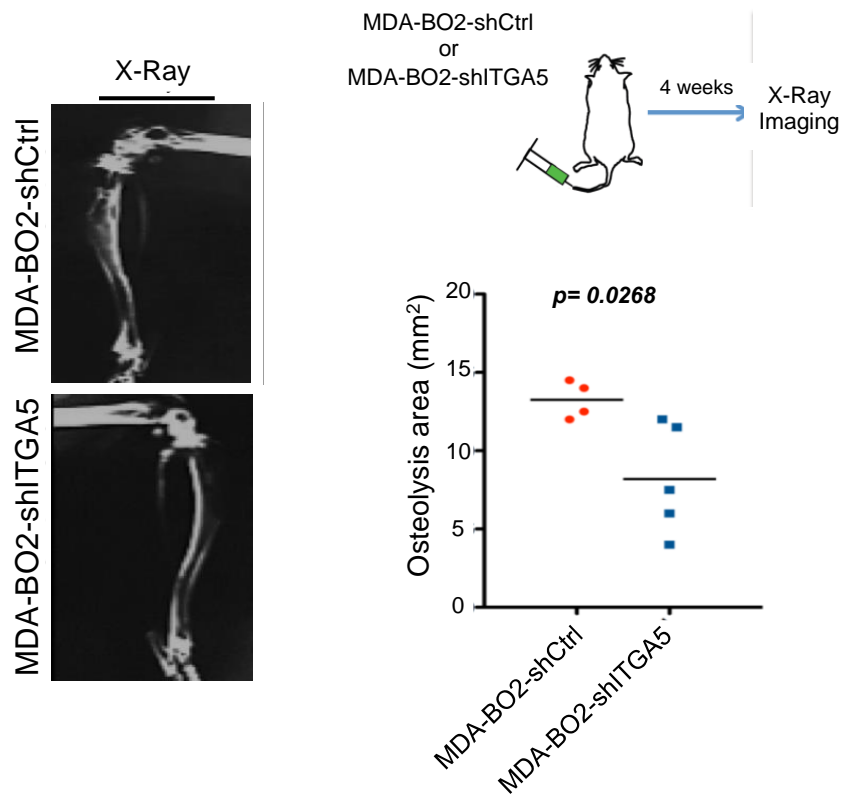 MDA-BO2-shCtrl
or
MDA-BO2-shITGA5
4 weeks
X-Ray
Imaging
X-Ray
MDA-BO2-shCtrl
MDA-BO2-shITGA5
p= 0.0268
Osteolysis area (mm²)
20
15
10
5
0
MDA-BO2-shCtrl
MDA-BO2-shITGA5